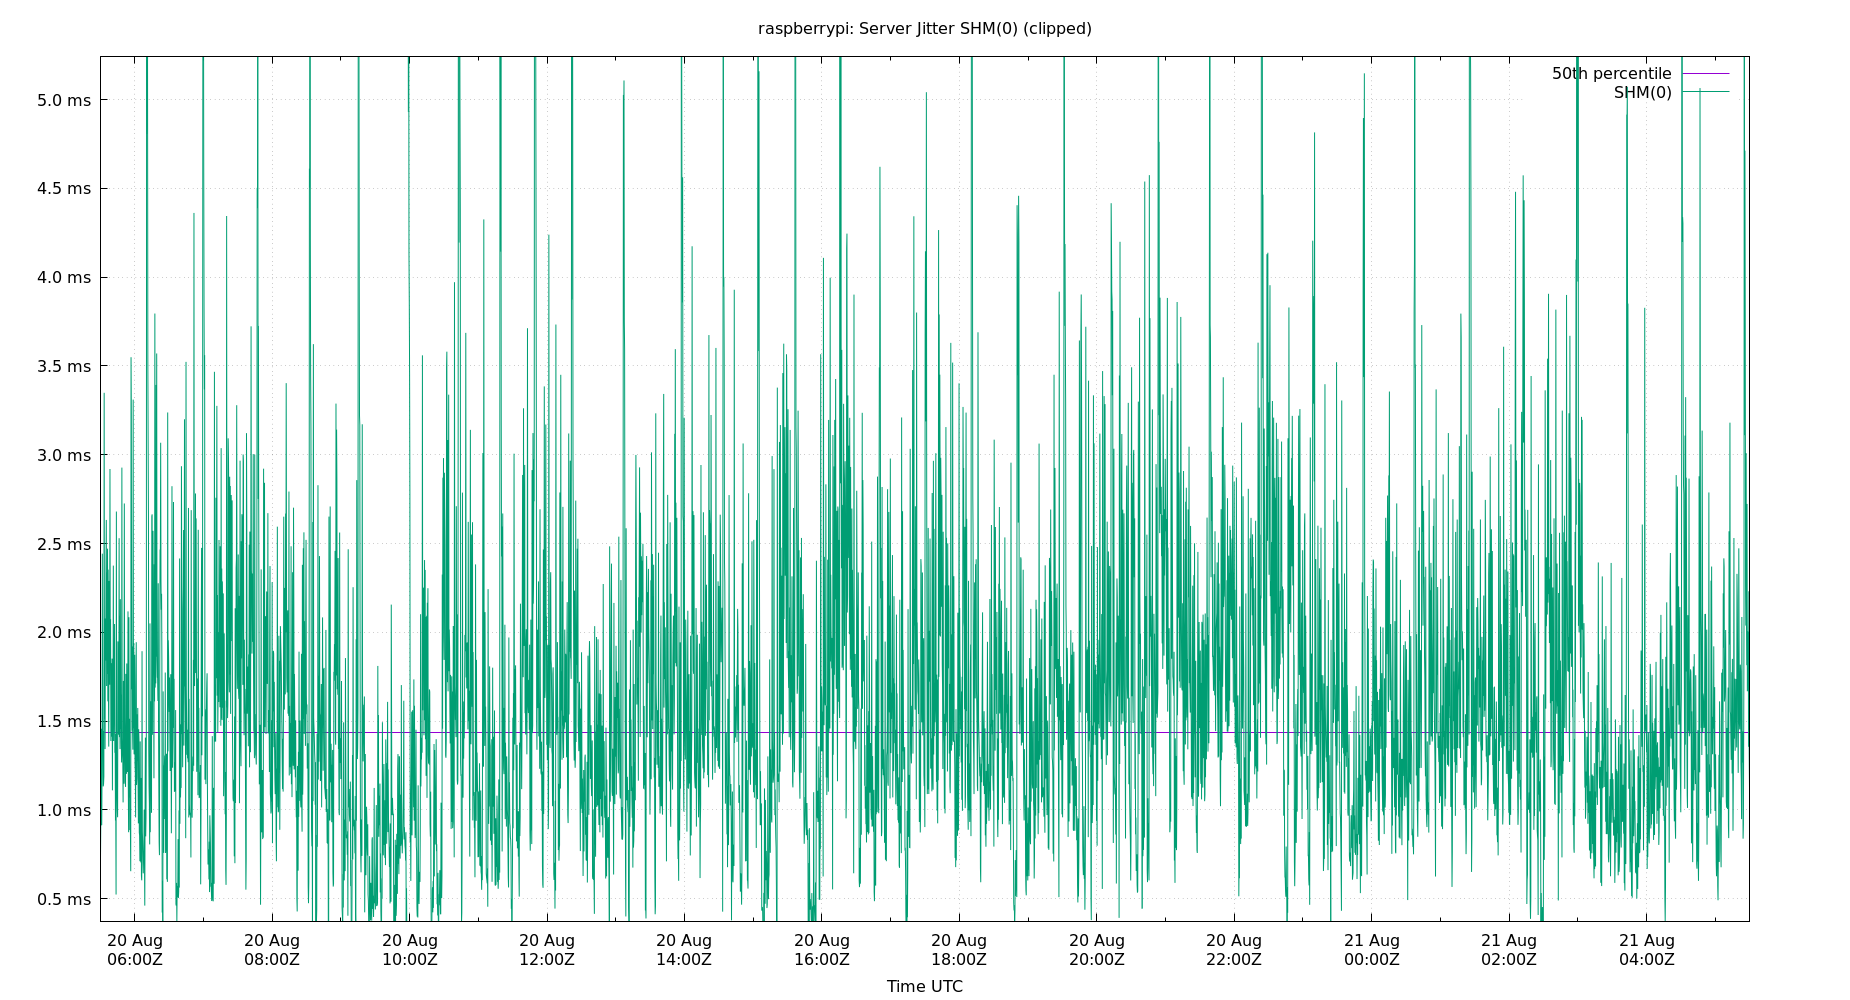 raspberrypi: Server Jitter SHM(0) (clipped)
50th percentile
SHM(0)
5.0 ms
4.5 ms
4.0 ms
3.5 ms
3.0 ms
2.5 ms
2.0 ms
1.5 ms
1.0 ms
0.5 ms
20 Aug 20 Aug 20 Aug 20 Aug 20 Aug 20 Aug 20 Aug 20 Aug 20 Aug 21 Aug 21 Aug 21 Aug
06:00Z 08:00Z 10:00Z 12:00Z 14:00Z 16:00Z 18:00Z 20:00Z 22:00Z 00:00Z 02:00Z 04:00Z
Time UTC